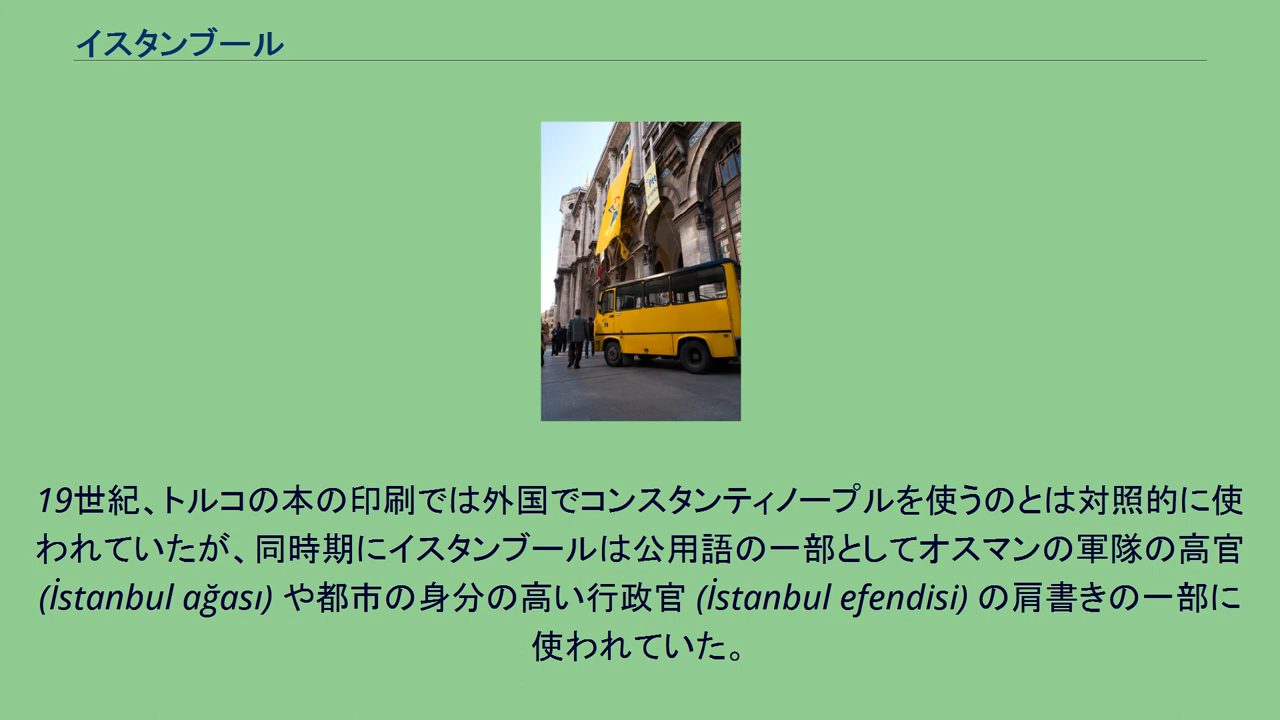 イスタンブール
19世紀、トルコの本の印刷では外国でコンスタンティノープルを使うのとは対照的に使
われていたが、同時期にイスタンブールは公用語の一部としてオスマンの軍隊の高官
(İstanbul ağası) や都市の身分の高い行政官 (İstanbul efendisi) の肩書きの一部に
使われていた。